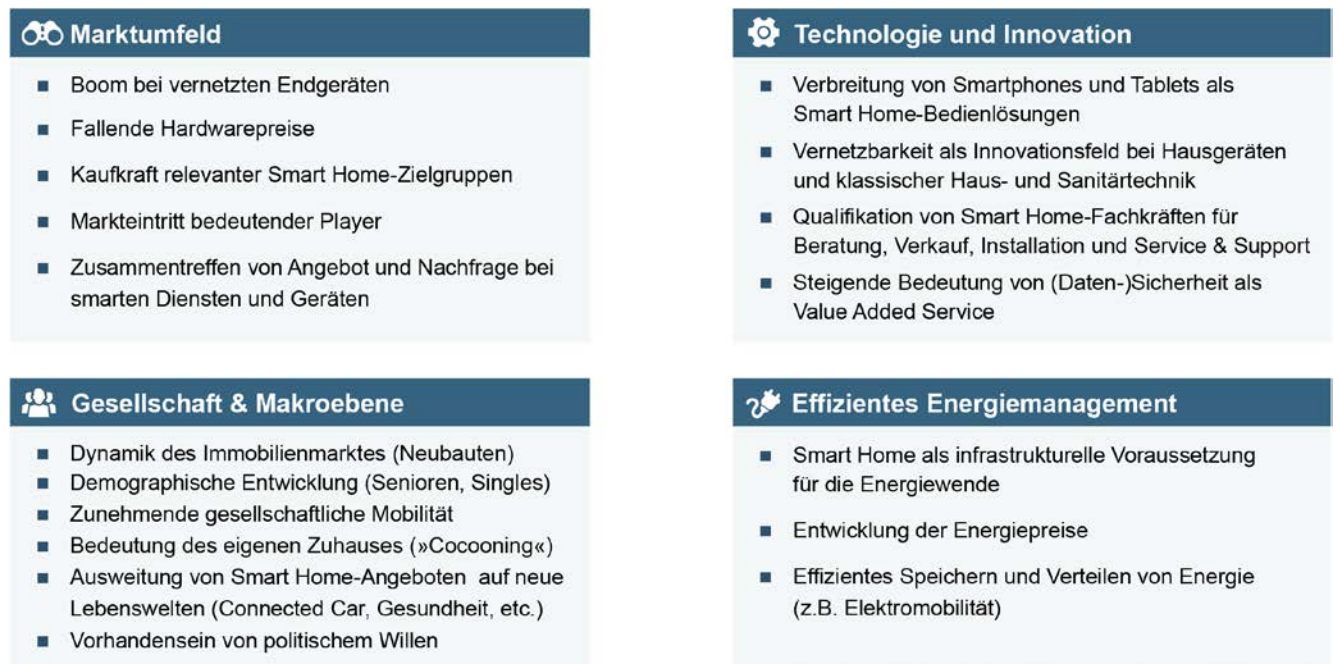 Marktumfeld
Boom bei vernetzten Endgeräten
Fallende Hardwarepreise
Kaufkraft relevanter Smart Home-Zielgruppen
Markteintritt bedeutender Player
Zusammentreffen von Angebot und Nachfrage bei
smarten Diensten und Geräten
Technologie und Innovation
Verbreitung von Smartphones und Tablets als
Smart Home-Bedienlösungen
Vernetzbarkeit als Innovationsfeld bei Hausgeräten
und klassischer Haus- und Sanitärtechnik
Qualifikation von Smart Home-Fachkräften für
Beratung, Verkauf, Installation und Service & Support
Steigende Bedeutung von (Daten-)Sicherheit als
Value Added Service
Gesellschaft & Makroebene
Dynamik des Immobilienmarktes (Neubauten)
Demographische Entwicklung (Senioren, Singles)
Zunehmende gesellschaftliche Mobilität
Bedeutung des eigenen Zuhauses (»Cocooning«)
Ausweitung von Smart Home-Angeboten auf neue
Lebenswelten (Connected Car, Gesundheit, etc.)
Vorhandensein von politischem Willen
Effizientes Energiemanagement
Smart Home als infrastrukturelle Voraussetzung
für die Energiewende
Entwicklung der Energiepreise
Effizientes Speichern und Verteilen von Energie
(z.B. Elektromobilität)